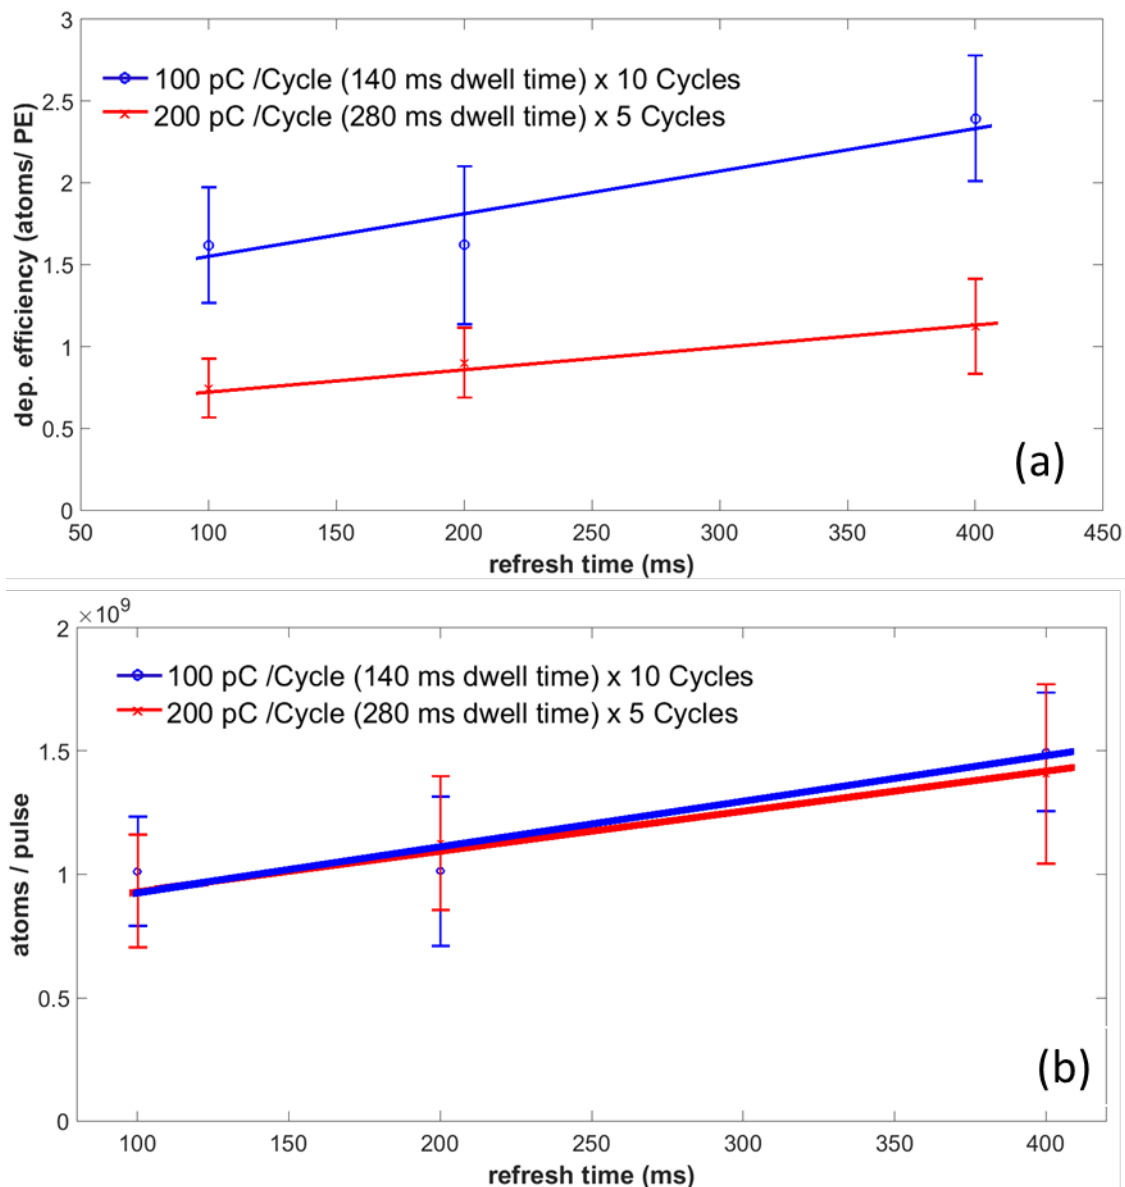 3
100 pC /Cycle (140 ms dwell time) x 10 Cycles
200 pC /Cycle (280 ms dwell time) x 5 Cycles
2.5
2
1.5
1
0.5
0
dep. efficiency (atoms/ PE)
(a)
50 100 150 200 250 300 350 400 450
refresh time (ms)
×10⁹
2
100 pC /Cycle (140 ms dwell time) x 10 Cycles
200 pC /Cycle (280 ms dwell time) x 5 Cycles
1.5
1
0.5
0
atoms / pulse
(b)
100 150 200 250 300 350 400
refresh time (ms)